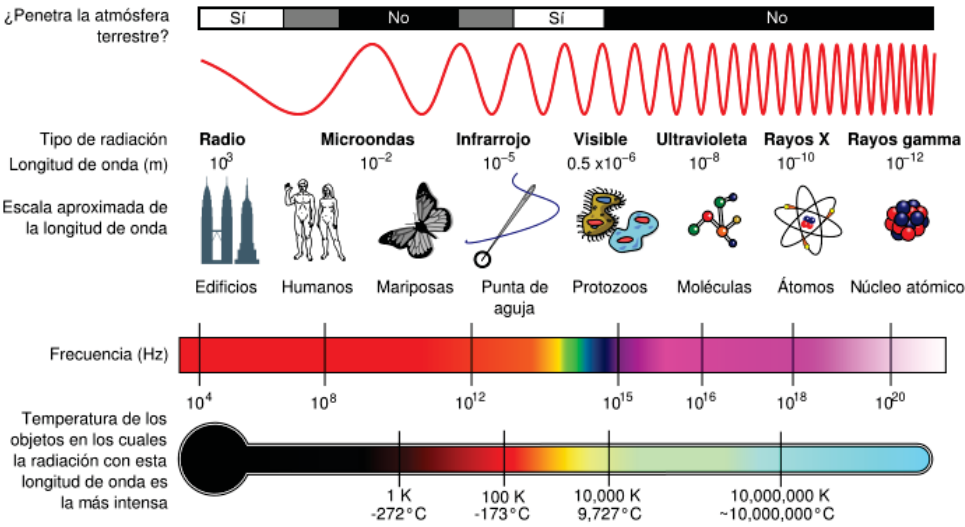 ¿Penetra la atmósfera
terrestre?
Sí No Sí No
Tipo de radiación Radio Microondas Infrarrojo Visible Ultravioleta Rayos X Rayos gamma
Longitud de onda (m) 10³ 10⁻² 10⁻⁵ 0.5 x10⁻⁶ 10⁻⁸ 10⁻¹⁰ 10⁻¹²
Escala aproximada de
la longitud de onda
Edificios Humanos Mariposas Punta de Protozoos Moléculas Átomos Núcleo atómico
aguja
Frecuencia (Hz)
10⁴ 10⁸ 10¹² 10¹⁵ 10¹⁶ 10¹⁸ 10²⁰
Temperatura de los
objetos en los cuales
la radiación con esta
longitud de onda es
la más intensa
1 K 100 K 10,000 K 10,000,000 K
-272°C -173°C 9,727°C ~10,000,000°C